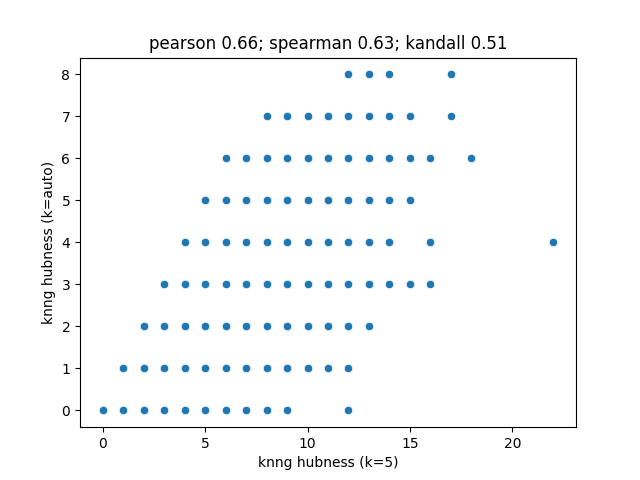 pearson 0.66; spearman 0.63; kandall 0.51
8
7
6
5
4
3
2
1
0
knng hubness (k=auto)
0 5 10 15 20
knng hubness (k=5)